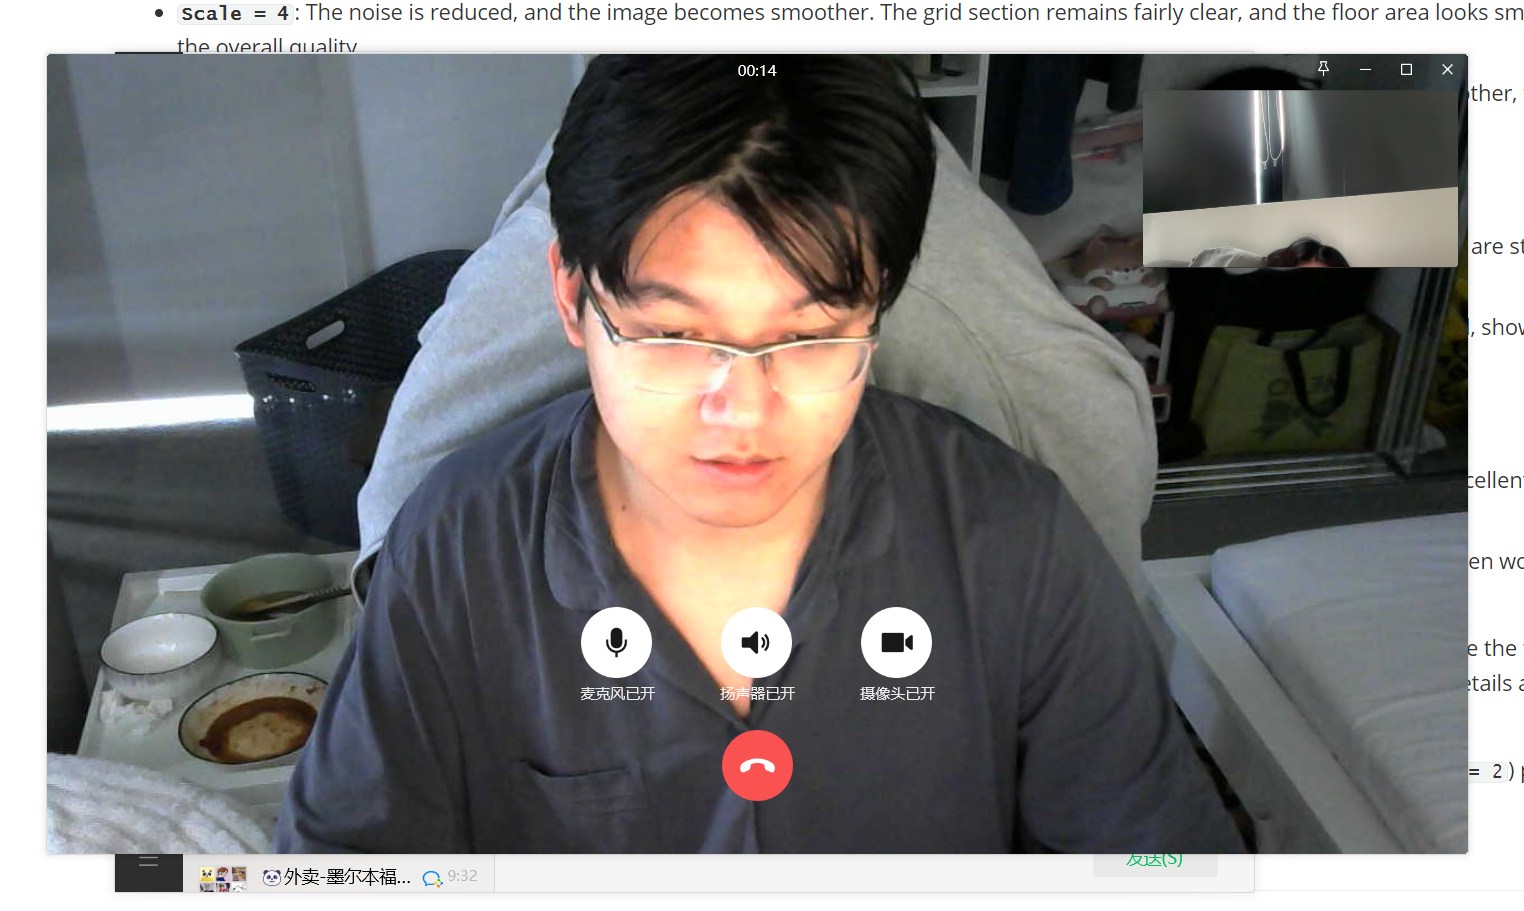 Scale = 4 : The noise is reduced, and the image becomes smoother. The grid section remains fairly clear, and the floor area looks sm
the overall quality
00:14
other,
are st
, show
cellent
en wo
e the
etails a
= 2 )
麦克风已开
扬声器已开
摄像头已开
发送(S)
外卖-墨尔本福...
9:32